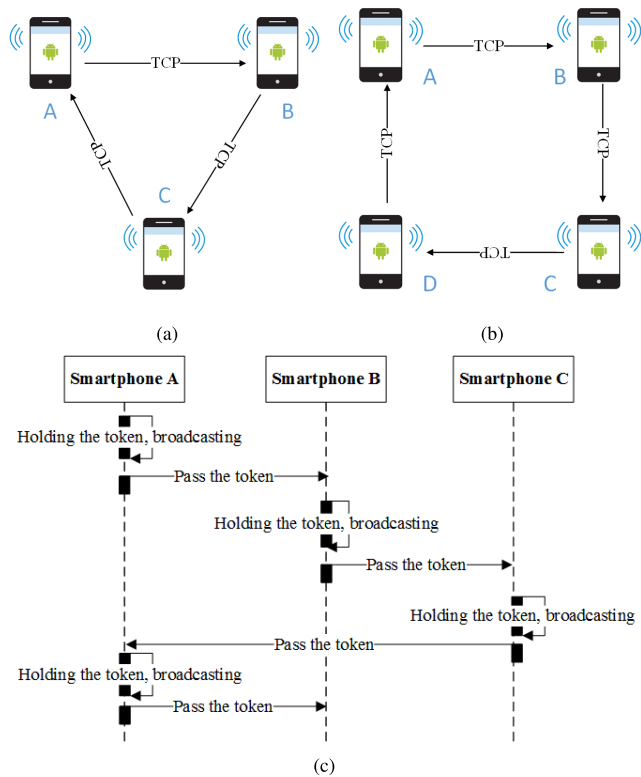 TCP
A
B
TCP
TCP
C
(a)
TCP
A
B
TCP
TCP
TCP
D
C
(b)
Smartphone A
Smartphone B
Smartphone C
Holding the token, broadcasting
Pass the token
Holding the token, broadcasting
Pass the token
Holding the token, broadcasting
Pass the token
Holding the token, broadcasting
Pass the token
(c)